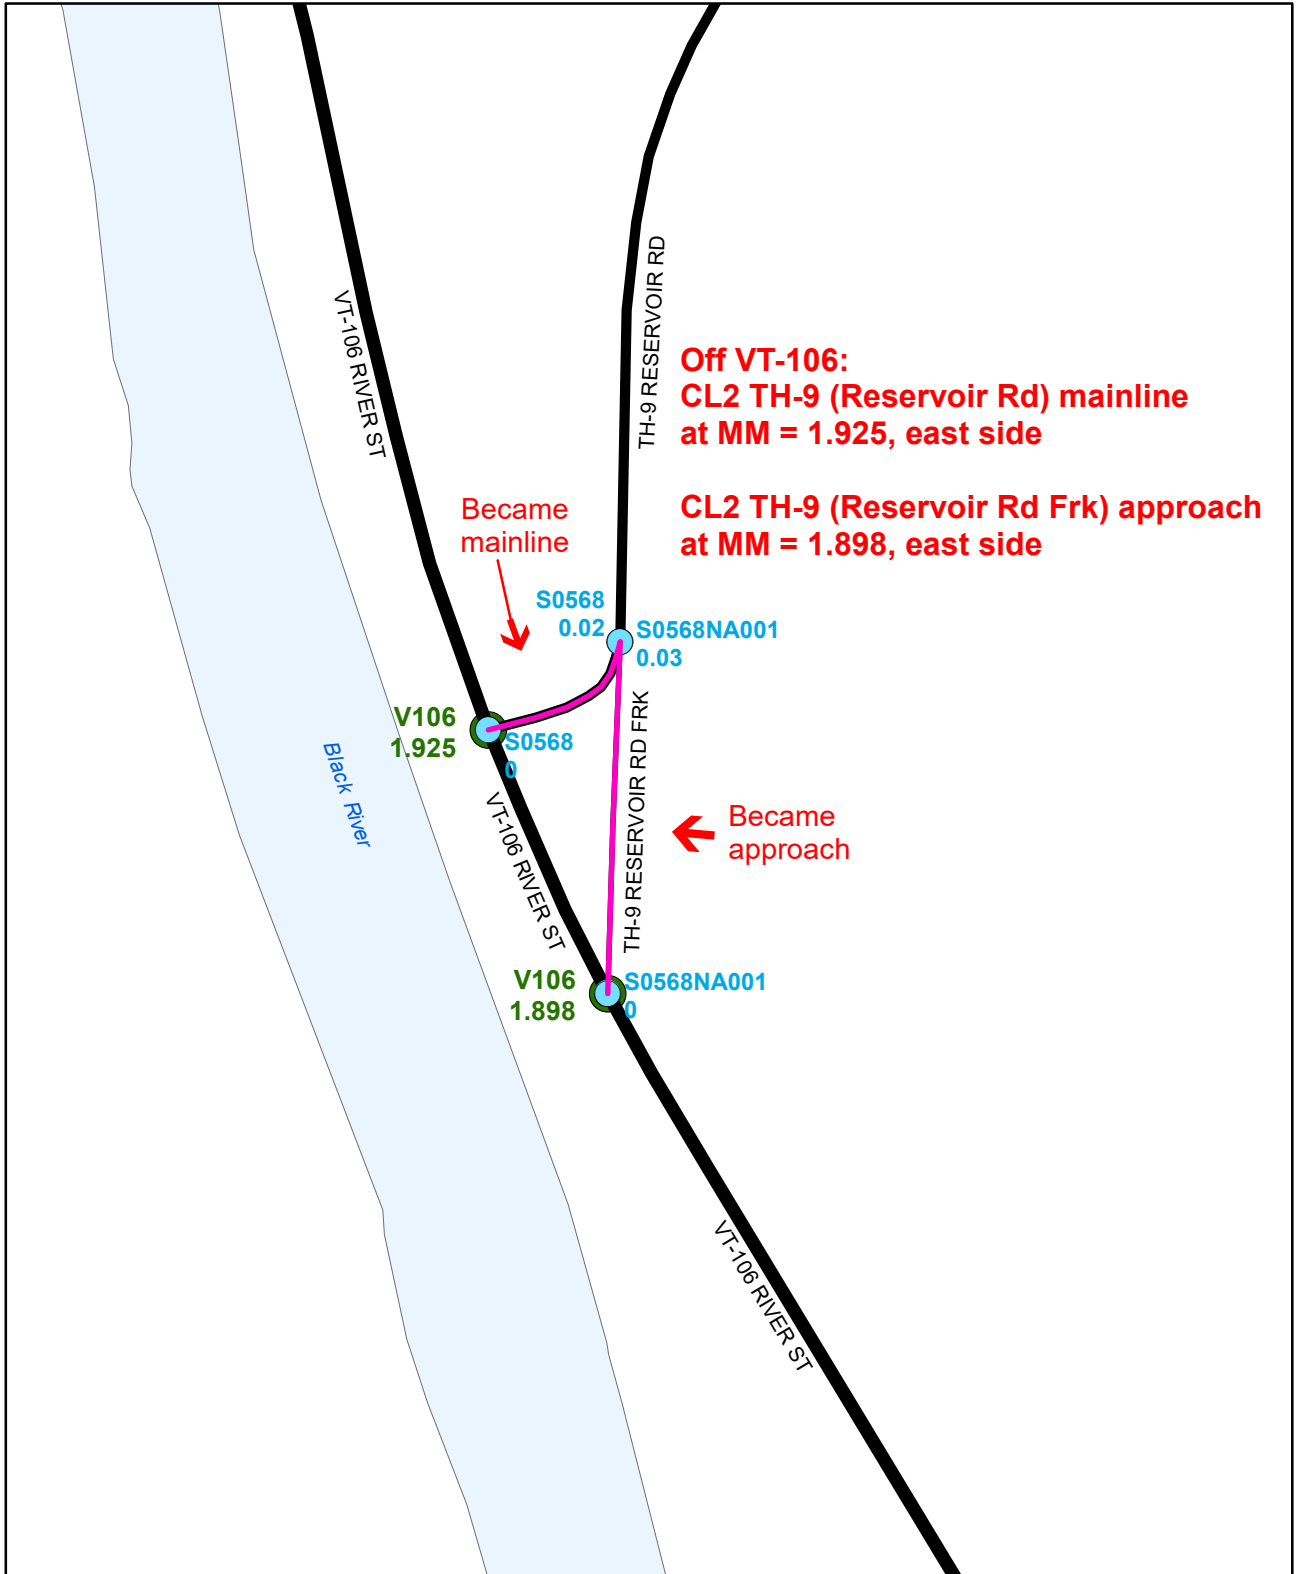 VT-106 RIVER ST
TH-9 RESERVOIR RD
Off VT-106:
CL2 TH-9 (Reservoir Rd) mainline
at MM = 1.925, east side
CL2 TH-9 (Reservoir Rd Frk) approach
at MM = 1.898, east side
Became
mainline
S0568
0.02
S0568NA001
0.03
V106
1.925
S0568
0
Black River
VT-106 RIVER ST
TH-9 RESERVOIR RD FRK
Became
approach
V106
1.898
S0568NA001
0
VT-106 RIVER ST